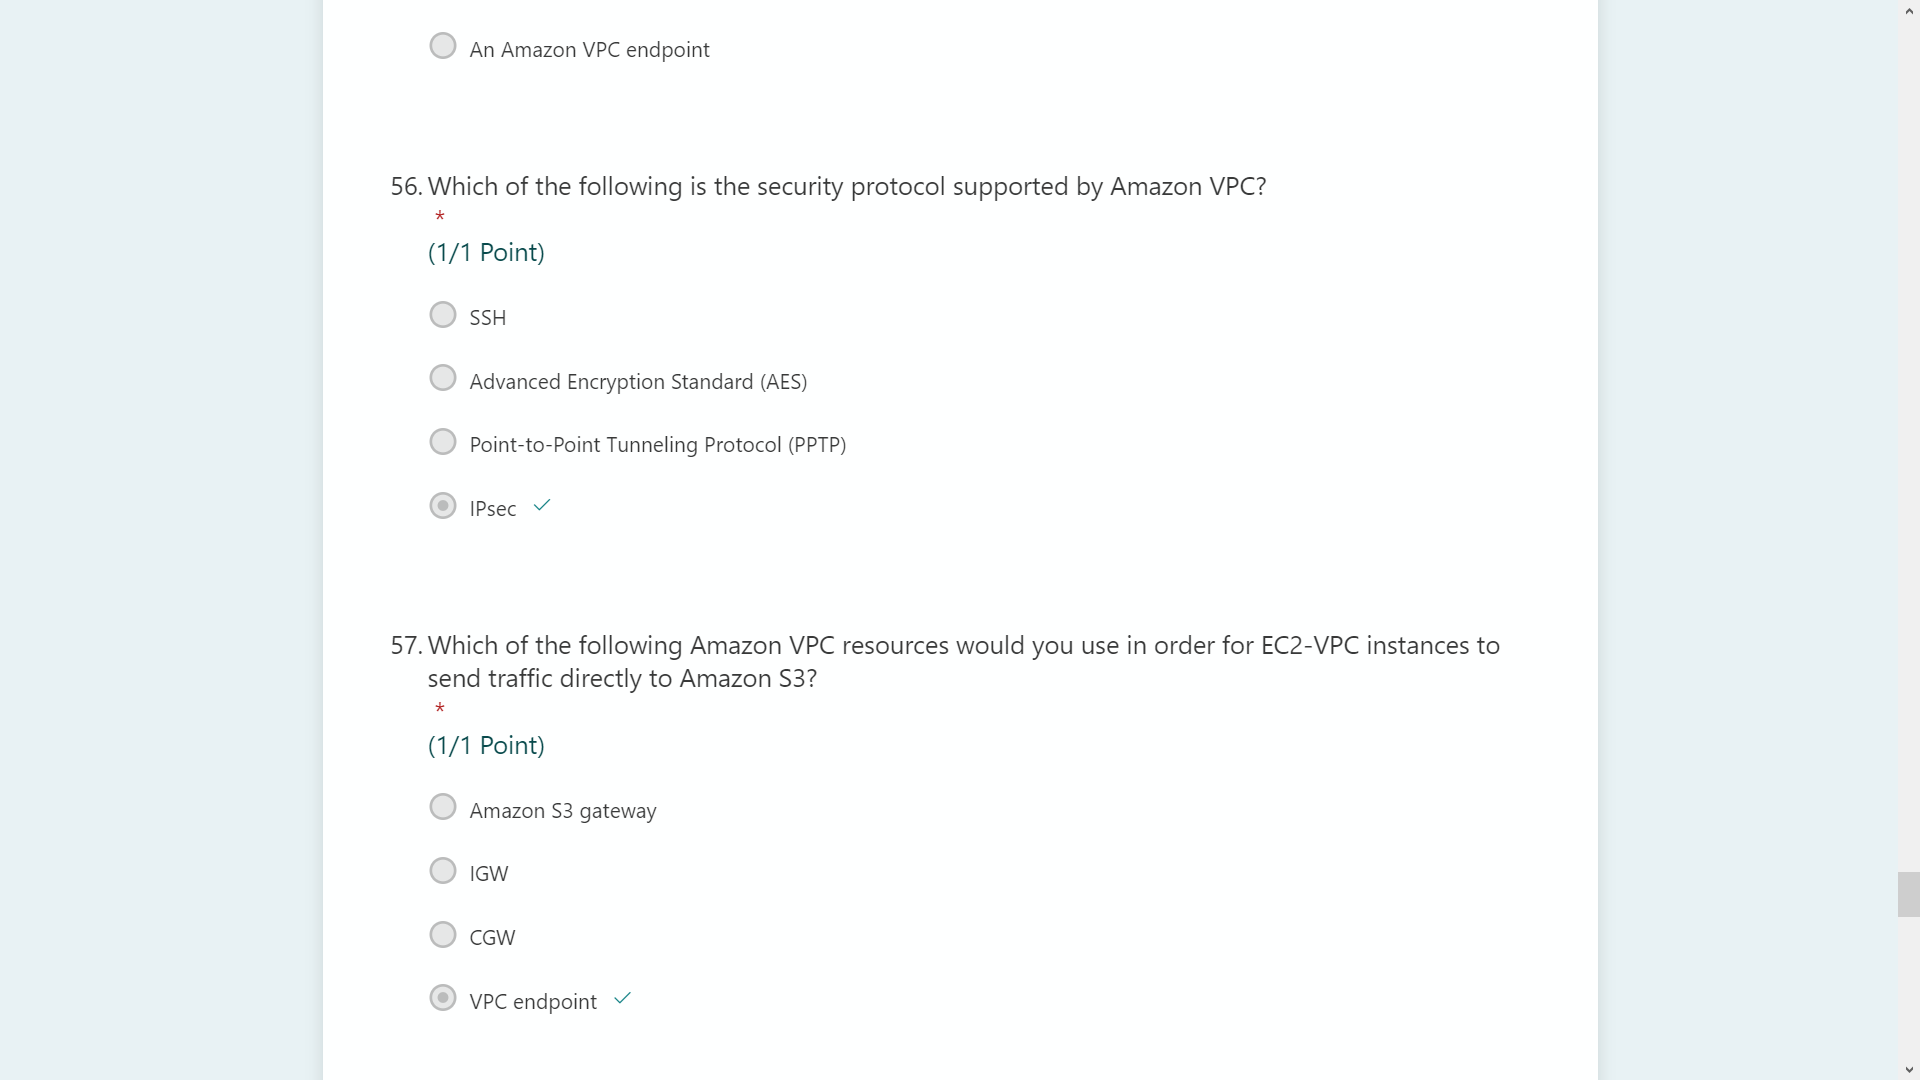 An Amazon VPC endpoint
56. Which of the following is the security protocol supported by Amazon VPC?
*
(1/1 Point)
SSH
Advanced Encryption Standard (AES)
Point-to-Point Tunneling Protocol (PPTP)
IPsec
57. Which of the following Amazon VPC resources would you use in order for EC2-VPC instances to
send traffic directly to Amazon S3?
*
(1/1 Point)
Amazon S3 gateway
IGW
CGW
VPC endpoint